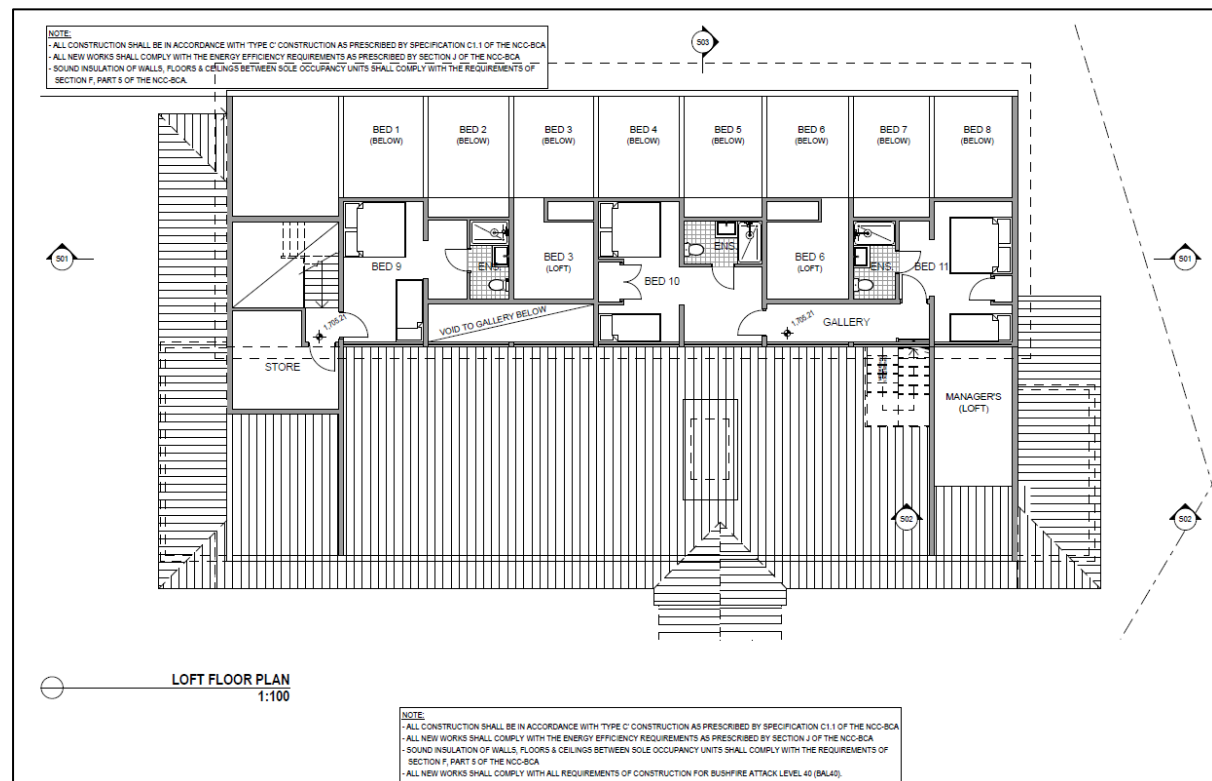 NOTE:
- ALL CONSTRUCTION SHALL BE IN ACCORDANCE WITH 'TYPE C' CONSTRUCTION AS PRESCRIBED BY SPECIFICATION C1.1 OF THE NCC-BCA
- ALL NEW WORKS SHALL COMPLY WITH THE ENERGY EFFICIENCY REQUIREMENTS AS PRESCRIBED BY SECTION J OF THE NCC-BCA
- SOUND INSULATION OF WALLS, FLOORS & CEILINGS BETWEEN SOLE OCCUPANCY UNITS SHALL COMPLY WITH THE REQUIREMENTS OF
SECTION F, PART 5 OF THE NCC-BCA.
S03
BED 1
(BELOW)
BED 2
(BELOW)
BED 3
(BELOW)
BED 4
(BELOW)
BED 5
(BELOW)
BED 6
(BELOW)
BED 7
(BELOW)
BED 8
(BELOW)
S01
BED 9
ENS
BED 3
(LOFT)
BED 10
ENS
BED 6
(LOFT)
ENS
BED 11
S01
1,705.21
VOID TO GALLERY BELOW
1,705.21
GALLERY
STORE
MANAGER'S
(LOFT)
S02
S02
LOFT FLOOR PLAN
1:100
NOTE:
- ALL CONSTRUCTION SHALL BE IN ACCORDANCE WITH 'TYPE C' CONSTRUCTION AS PRESCRIBED BY SPECIFICATION C1.1 OF THE NCC-BCA
- ALL NEW WORKS SHALL COMPLY WITH THE ENERGY EFFICIENCY REQUIREMENTS AS PRESCRIBED BY SECTION J OF THE NCC-BCA
- SOUND INSULATION OF WALLS, FLOORS & CEILINGS BETWEEN SOLE OCCUPANCY UNITS SHALL COMPLY WITH THE REQUIREMENTS OF
SECTION F, PART 5 OF THE NCC-BCA
- ALL NEW WORKS SHALL COMPLY WITH ALL REQUIREMENTS OF CONSTRUCTION FOR BUSHFIRE ATTACK LEVEL 40 (BAL40).